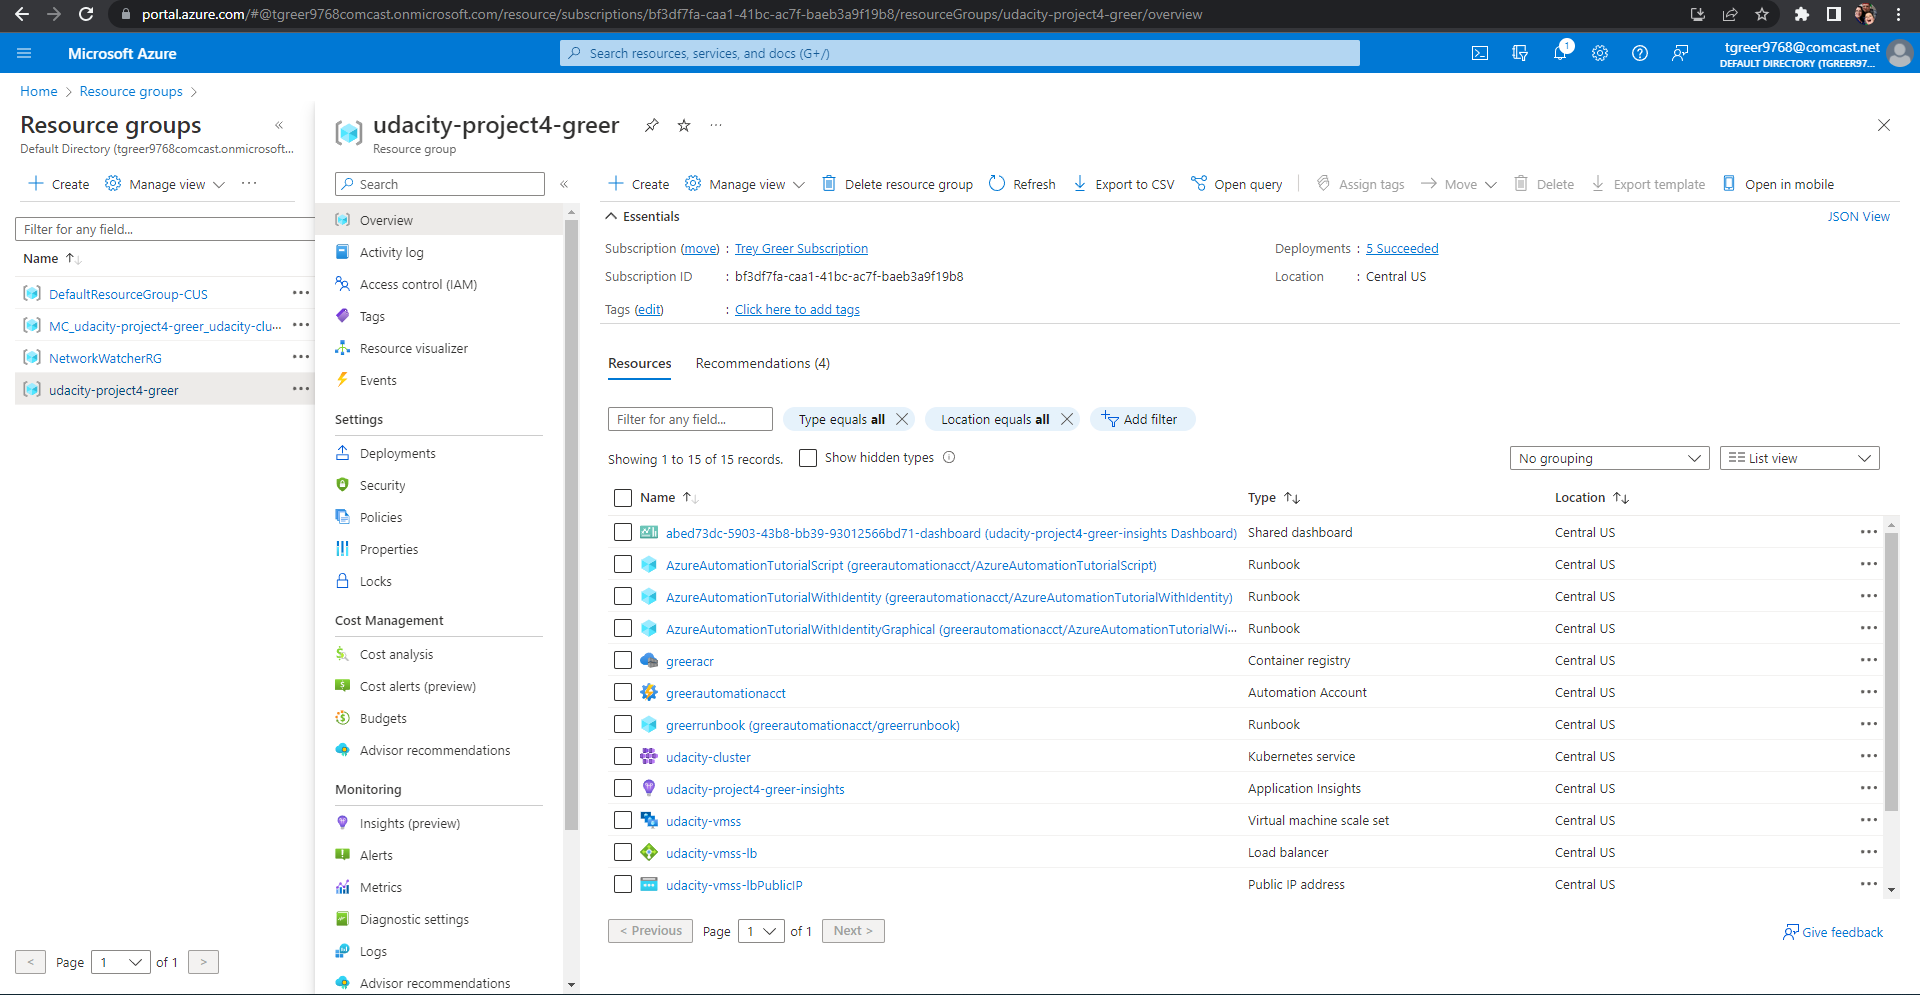 portal.azure.com/#@tgreer9768comcast.onmicrosoft.com/resource/subscriptions/bf3df7fa-caa1-41bc-ac7f-baeb3a9f19b8/resourceGroups/udacity-project4-greer/overview
Microsoft Azure
Search resources, services, and docs (G+/)
1
tgreer9768@comcast.net
DEFAULT DIRECTORY (TGREER97...
Home > Resource groups >
Resource groups
Default Directory (tgreer9768comcast.onmicrosoft...
Create
Manage view
Filter for any field...
Name
DefaultResourceGroup-CUS
MC_udacity-project4-greer_udacity-clu...
NetworkWatcherRG
udacity-project4-greer
< Page 1 of 1 >
udacity-project4-greer
Resource group
Search
Overview
Activity log
Access control (IAM)
Tags
Resource visualizer
Events
Settings
Deployments
Security
Policies
Properties
Locks
Cost Management
Cost analysis
Cost alerts (preview)
Budgets
Advisor recommendations
Monitoring
Insights (preview)
Alerts
Metrics
Diagnostic settings
Logs
Advisor recommendations
Create Manage view Delete resource group Refresh Export to CSV Open query Assign tags Move Delete Export template Open in mobile
Essentials
JSON View
Subscription (move) : Trey Greer Subscription
Deployments : 5 Succeeded
Subscription ID : bf3df7fa-caa1-41bc-ac7f-baeb3a9f19b8
Location : Central US
Tags (edit) : Click here to add tags
Resources Recommendations (4)
Filter for any field... Type equals all Location equals all Add filter
Showing 1 to 15 of 15 records. Show hidden types
No grouping List view
Name Type Location
abed73dc-5903-43b8-bb39-93012566bd71-dashboard (udacity-project4-greer-insights Dashboard) Shared dashboard Central US
AzureAutomationTutorialScript (greerautomationacct/AzureAutomationTutorialScript) Runbook Central US
AzureAutomationTutorialWithIdentity (greerautomationacct/AzureAutomationTutorialWithIdentity) Runbook Central US
AzureAutomationTutorialWithIdentityGraphical (greerautomationacct/AzureAutomationTutorialWi... Runbook Central US
greeracr Container registry Central US
greerautomationacct Automation Account Central US
greerrunbook (greerautomationacct/greerrunbook) Runbook Central US
udacity-cluster Kubernetes service Central US
udacity-project4-greer-insights Application Insights Central US
udacity-vmss Virtual machine scale set Central US
udacity-vmss-lb Load balancer Central US
udacity-vmss-lbPublicIP Public IP address Central US
< Previous Page 1 of 1 Next >
Give feedback